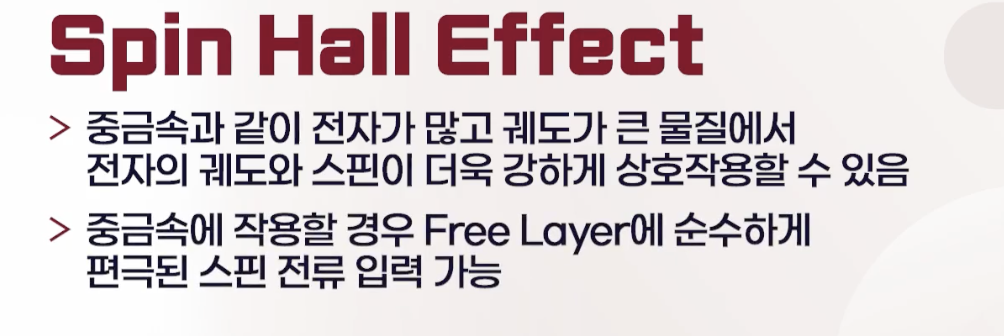 Spin Hall Effect
> 중금속과 같이 전자가 많고 궤도가 큰 물질에서
전자의 궤도와 스핀이 더욱 강하게 상호작용할 수 있음
> 중금속에 작용할 경우 Free Layer에 순수하게
편극된 스핀 전류 입력 가능